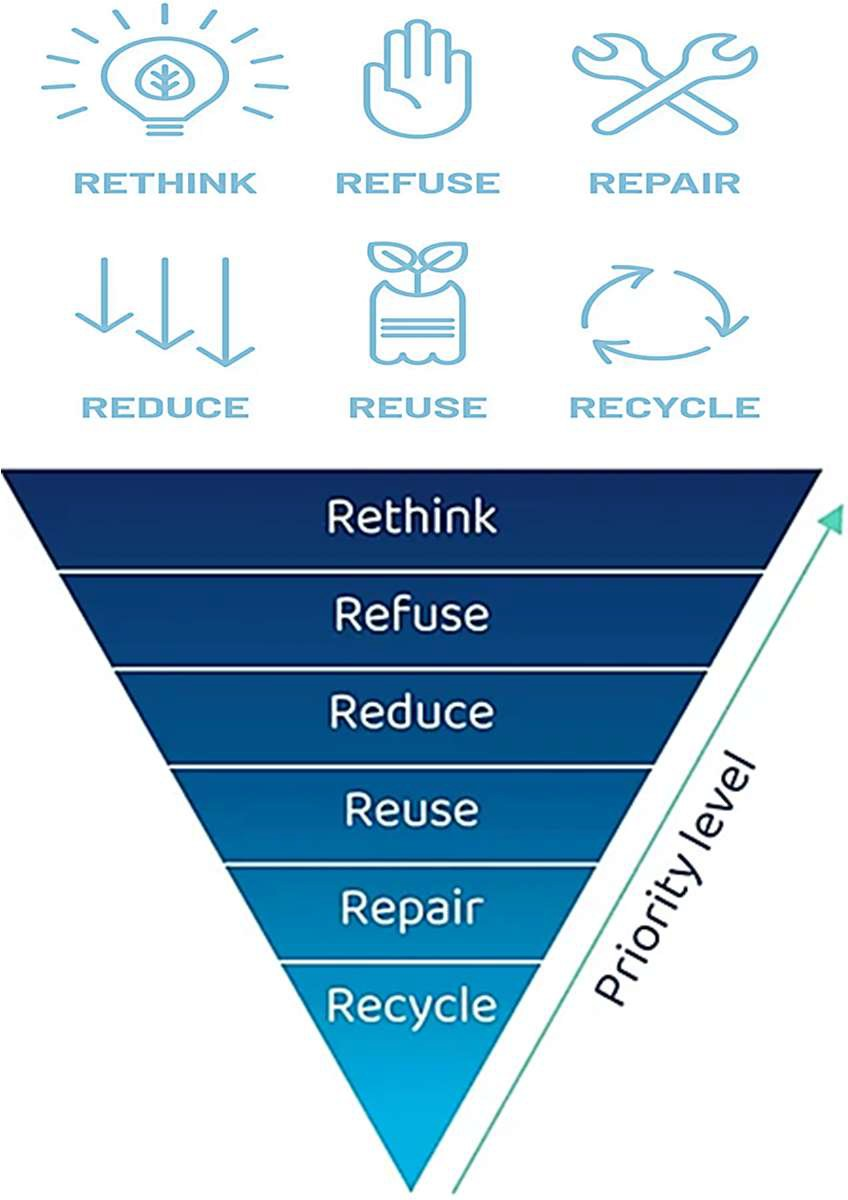 RETHINK REFUSE REPAIR
REDUCE REUSE RECYCLE
Rethink
Refuse
Reduce
Reuse
Repair
Recycle
Priority level